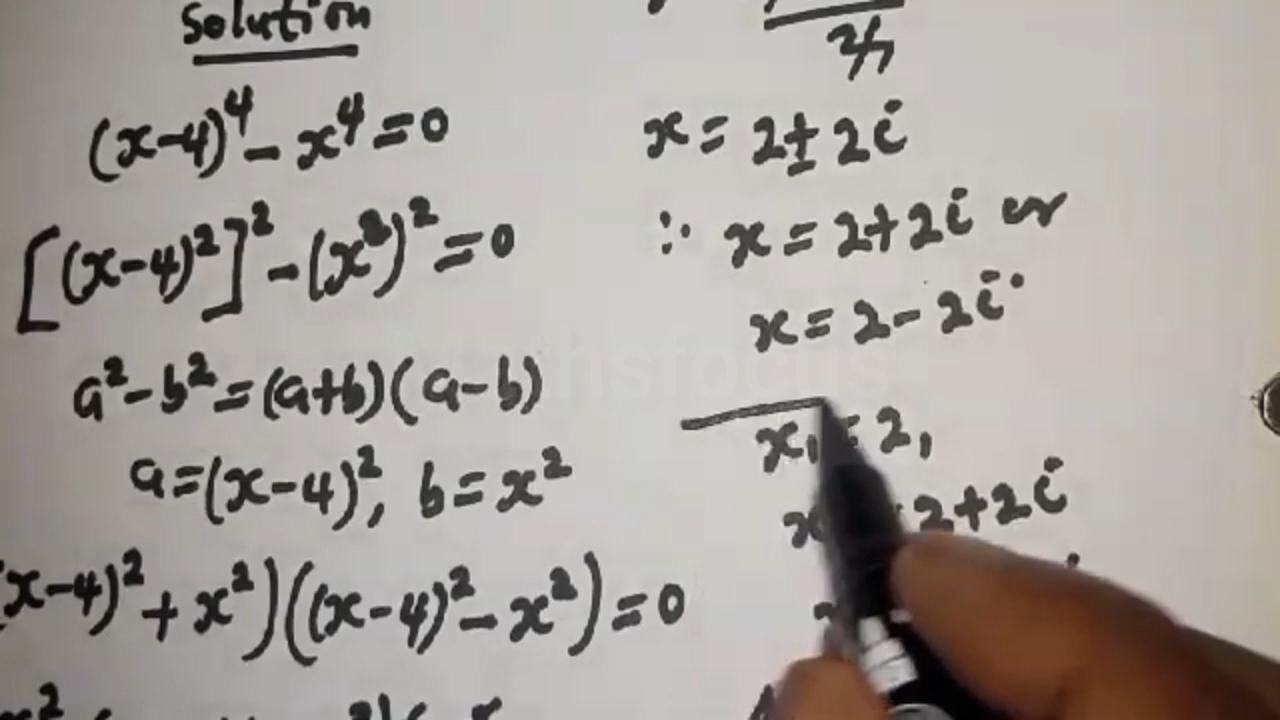 Solution
(x-4)⁴ - x⁴ = 0
[(x-4)²]² - (x²)² = 0
a² - b² = (a+b)(a-b)
a = (x-4)², b = x²
x-4)² + x²)((x-4)² - x²) = 0
x = 2 ± 2i
∴ x = 2+2i or
x = 2 - 2i
x₁ = 2,
2+2i